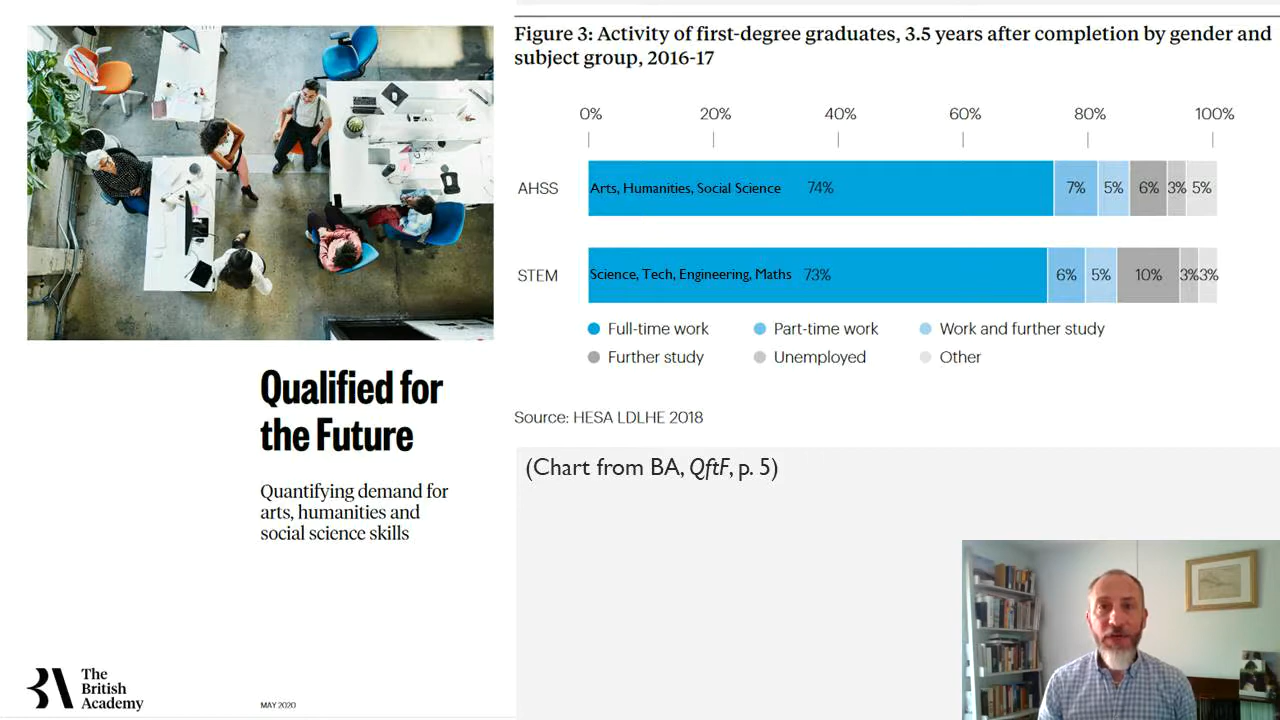 Qualified for
the Future
Quantifying demand for
arts, humanities and
social science skills
The
British
Academy
MAY 2020
Figure 3: Activity of first-degree graduates, 3.5 years after completion by gender and
subject group, 2016-17
0% 20% 40% 60% 80% 100%
AHSS Arts, Humanities, Social Science 74% 7% 5% 6% 3% 5%
STEM Science, Tech, Engineering, Maths 73% 6% 5% 10% 3% 3%
Full-time work Part-time work Work and further study
Further study Unemployed Other
Source: HESA LDLHE 2018
(Chart from BA, QftF, p. 5)